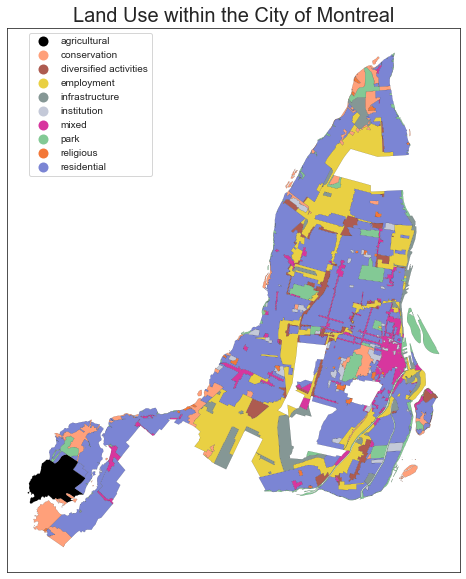 Land Use within the City of Montreal
agricultural
conservation
diversified activities
employment
infrastructure
institution
mixed
park
religious
residential